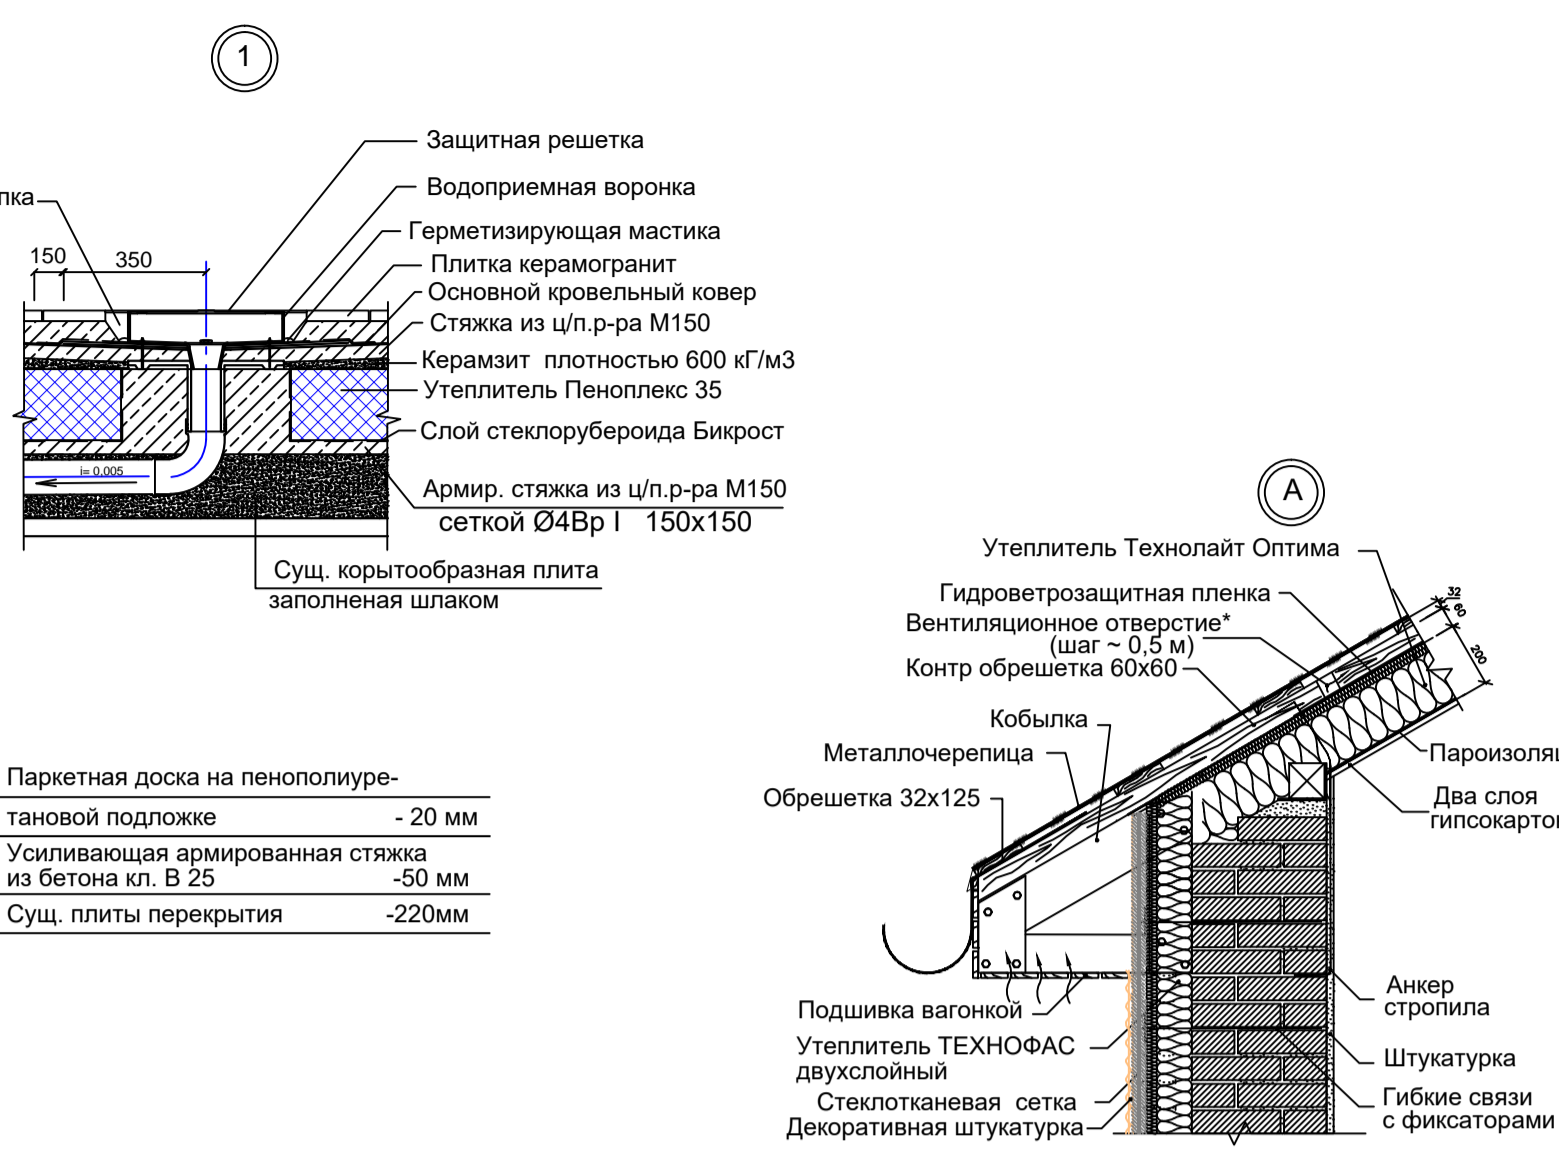 1
Защитная решетка
Водоприемная воронка
Герметизирующая мастика
Плитка керамогранит
Основной кровельный ковер
Стяжка из ц/п.р-ра М150
Керамзит плотностью 600 кГ/м3
Утеплитель Пеноплекс 35
Слой стеклорубероида Бикрост
Армир. стяжка из ц/п.р-ра М150
сеткой Ø4Вр I 150х150
Сущ. корытообразная плита
заполненая шлаком
пка
150
350
i= 0,005
Паркетная доска на пенополиуре-
тановой подложке - 20 мм
Усиливающая армированная стяжка
из бетона кл. В 25 -50 мм
Сущ. плиты перекрытия -220мм
А
Утеплитель Технолайт Оптима
Гидроветрозащитная пленка
Вентиляционное отверстие*
(шаг ~ 0,5 м)
Контр обрешетка 60х60
Кобылка
Металлочерепица
Обрешетка 32х125
32
60
200
Пароизоляц
Два слоя
гипсокартон
Подшивка вагонкой
Утеплитель ТЕХНОФАС
двухслойный
Стеклотканевая сетка
Декоративная штукатурка
Анкер
стропила
Штукатурка
Гибкие связи
с фиксаторами